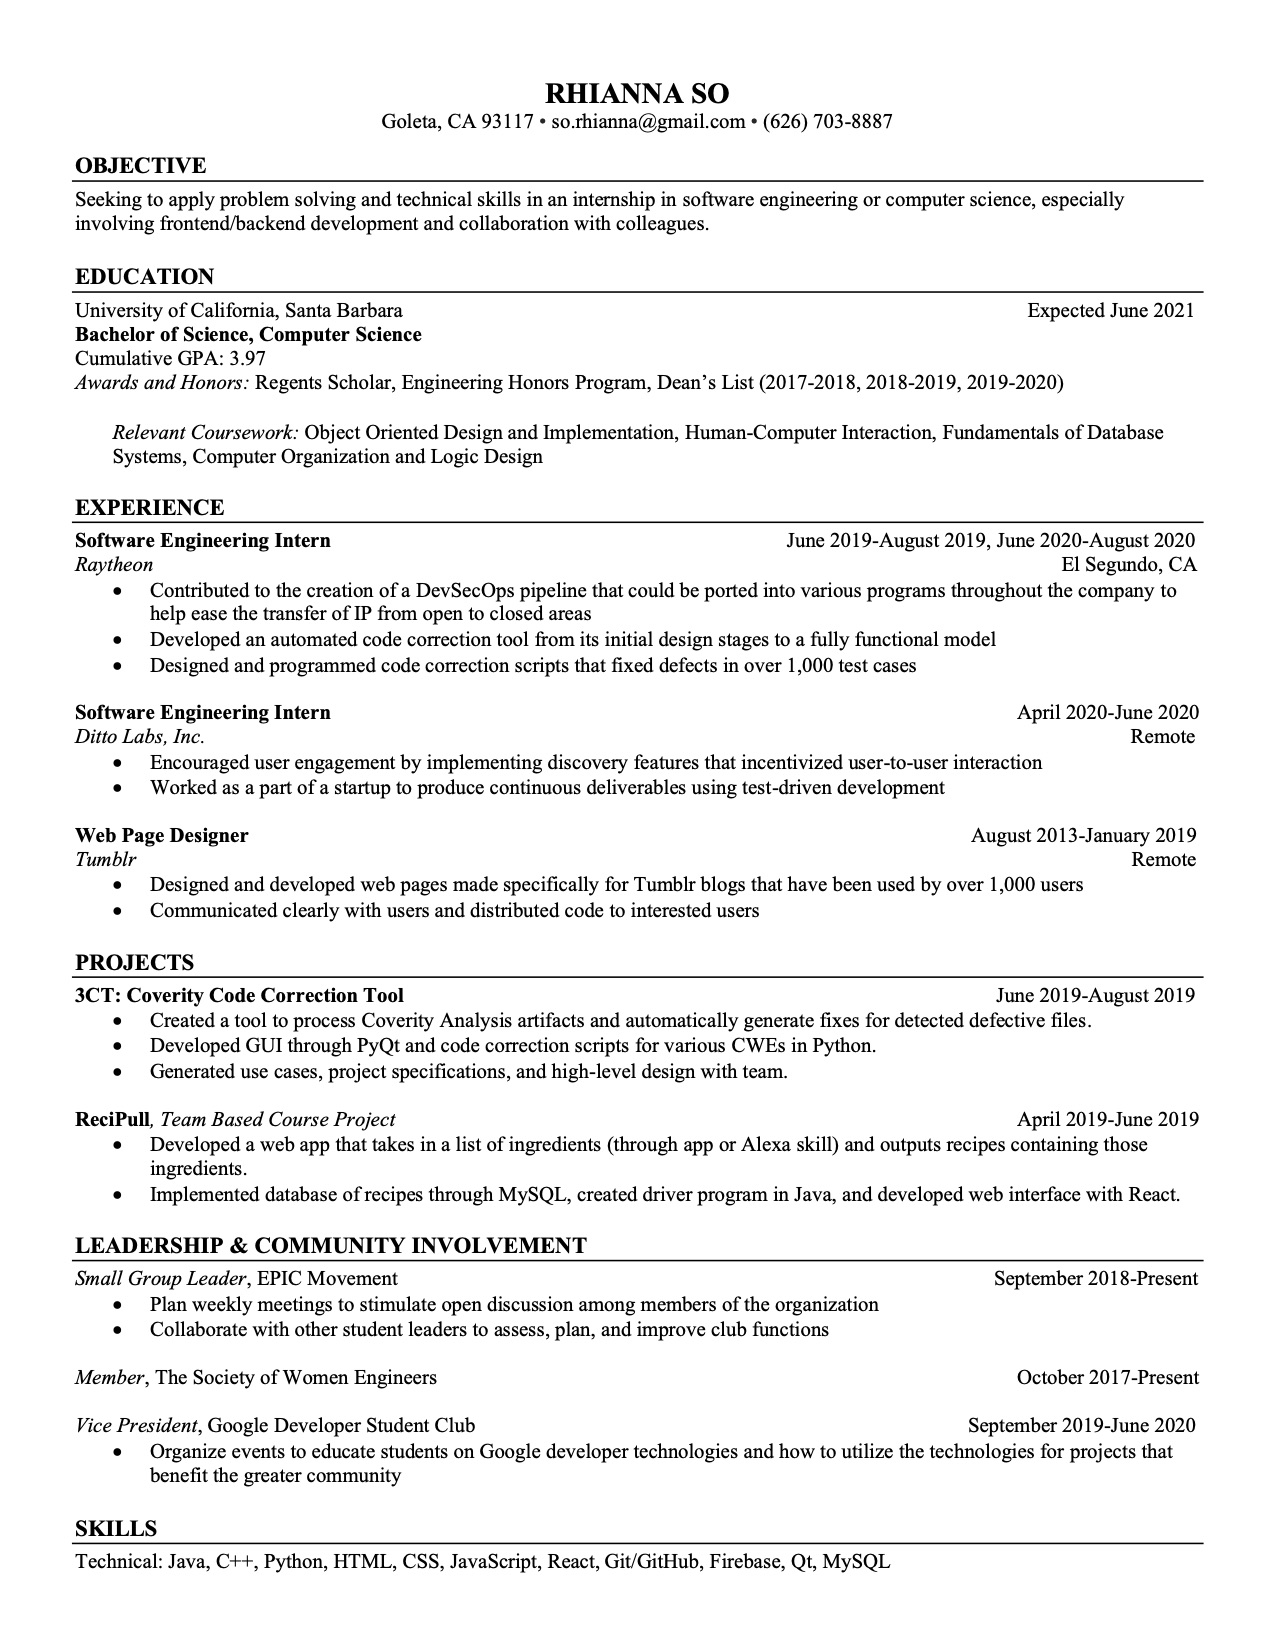 RHIANNA SO
Goleta, CA 93117 • so.rhianna@gmail.com • (626) 703-8887
OBJECTIVE
Seeking to apply problem solving and technical skills in an internship in software engineering or computer science, especially
involving frontend/backend development and collaboration with colleagues.
EDUCATION
University of California, Santa Barbara Expected June 2021
Bachelor of Science, Computer Science
Cumulative GPA: 3.97
Awards and Honors: Regents Scholar, Engineering Honors Program, Dean’s List (2017-2018, 2018-2019, 2019-2020)
Relevant Coursework: Object Oriented Design and Implementation, Human-Computer Interaction, Fundamentals of Database
Systems, Computer Organization and Logic Design
EXPERIENCE
Software Engineering Intern June 2019-August 2019, June 2020-August 2020
Raytheon El Segundo, CA
• Contributed to the creation of a DevSecOps pipeline that could be ported into various programs throughout the company to
help ease the transfer of IP from open to closed areas
• Developed an automated code correction tool from its initial design stages to a fully functional model
• Designed and programmed code correction scripts that fixed defects in over 1,000 test cases
Software Engineering Intern April 2020-June 2020
Ditto Labs, Inc. Remote
• Encouraged user engagement by implementing discovery features that incentivized user-to-user interaction
• Worked as a part of a startup to produce continuous deliverables using test-driven development
Web Page Designer August 2013-January 2019
Tumblr Remote
• Designed and developed web pages made specifically for Tumblr blogs that have been used by over 1,000 users
• Communicated clearly with users and distributed code to interested users
PROJECTS
3CT: Coverity Code Correction Tool June 2019-August 2019
• Created a tool to process Coverity Analysis artifacts and automatically generate fixes for detected defective files.
• Developed GUI through PyQt and code correction scripts for various CWEs in Python.
• Generated use cases, project specifications, and high-level design with team.
ReciPull, Team Based Course Project April 2019-June 2019
• Developed a web app that takes in a list of ingredients (through app or Alexa skill) and outputs recipes containing those
ingredients.
• Implemented database of recipes through MySQL, created driver program in Java, and developed web interface with React.
LEADERSHIP & COMMUNITY INVOLVEMENT
Small Group Leader, EPIC Movement September 2018-Present
• Plan weekly meetings to stimulate open discussion among members of the organization
• Collaborate with other student leaders to assess, plan, and improve club functions
Member, The Society of Women Engineers October 2017-Present
Vice President, Google Developer Student Club September 2019-June 2020
• Organize events to educate students on Google developer technologies and how to utilize the technologies for projects that
benefit the greater community
SKILLS
Technical: Java, C++, Python, HTML, CSS, JavaScript, React, Git/GitHub, Firebase, Qt, MySQL